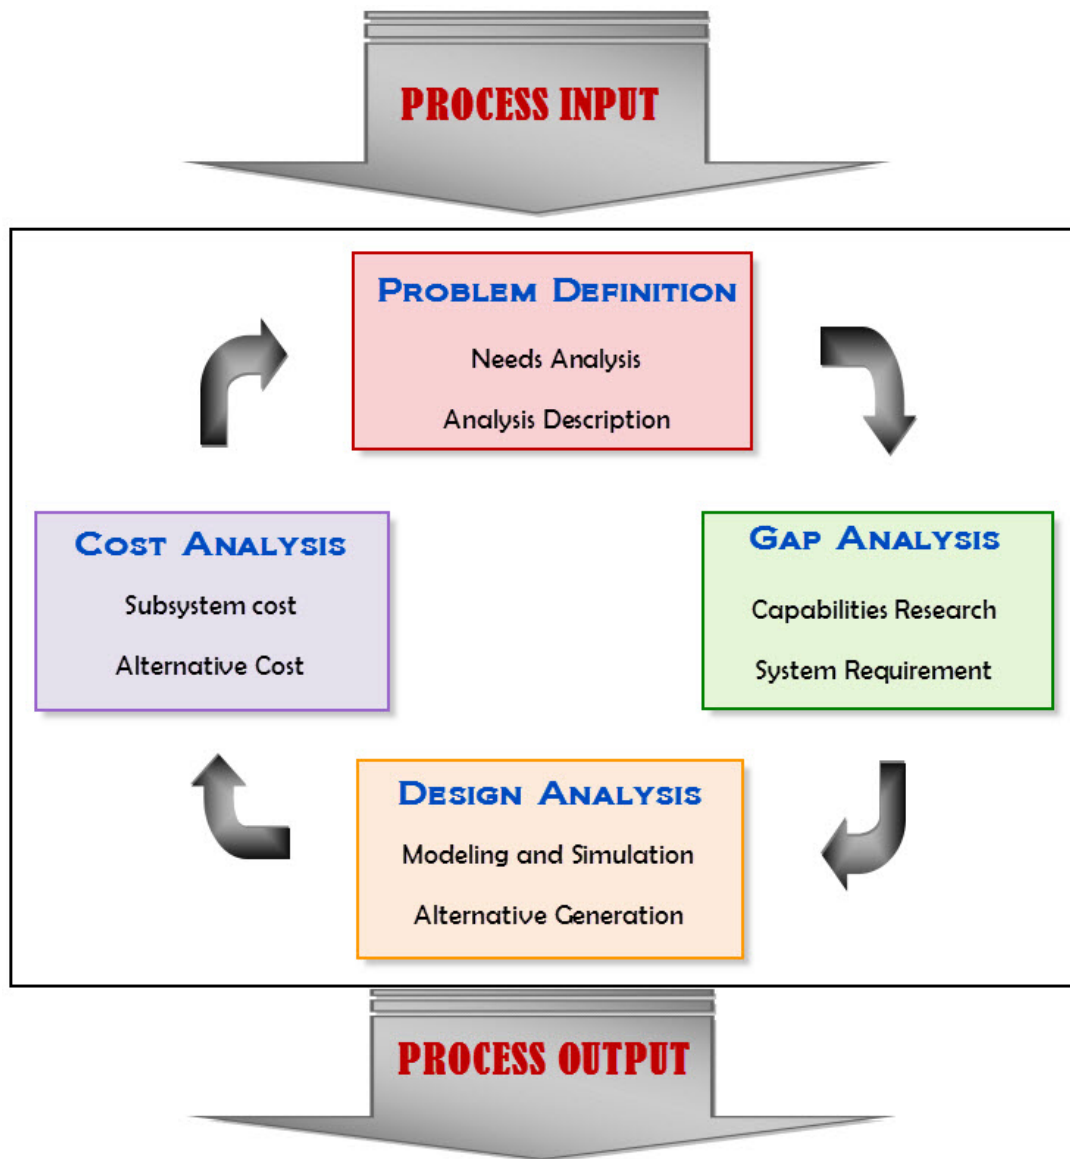 PROCESS INPUT
PROBLEM DEFINITION
Needs Analysis
Analysis Description
COST ANALYSIS
Subsystem cost
Alternative Cost
GAP ANALYSIS
Capabilities Research
System Requirement
DESIGN ANALYSIS
Modeling and Simulation
Alternative Generation
PROCESS OUTPUT